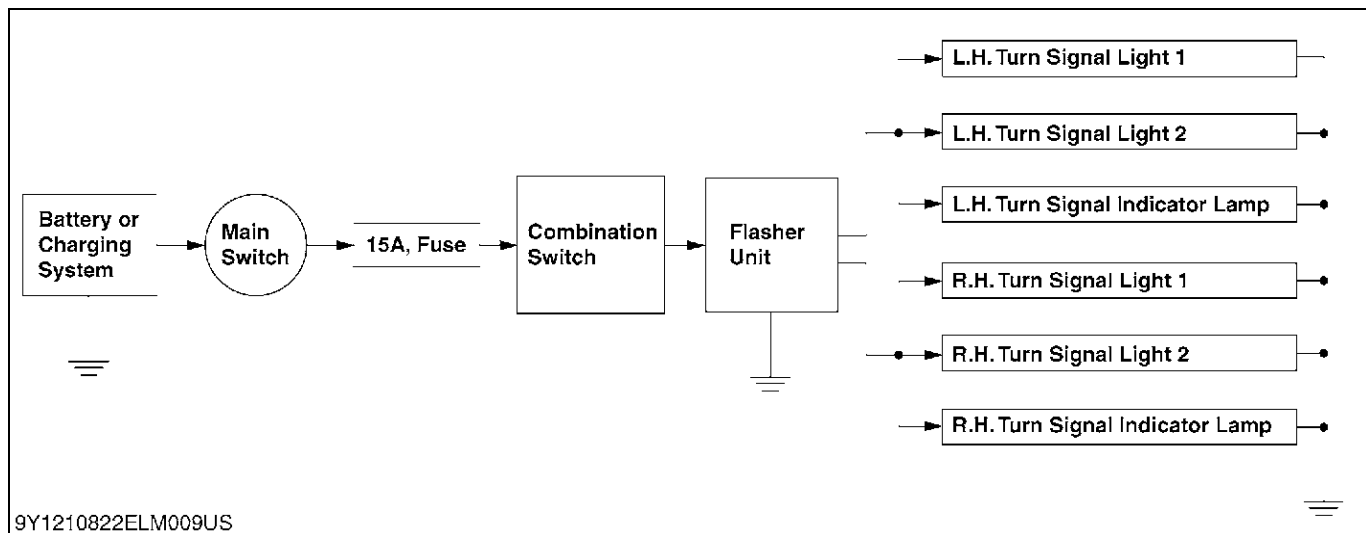 L.H. Turn Signal Light 1
L.H. Turn Signal Light 2
L.H. Turn Signal Indicator Lamp
Battery or
Charging
System
Main
Switch
15A, Fuse
Combination
Switch
Flasher
Unit
R.H. Turn Signal Light 1
R.H. Turn Signal Light 2
R.H. Turn Signal Indicator Lamp
9Y1210822ELM009US